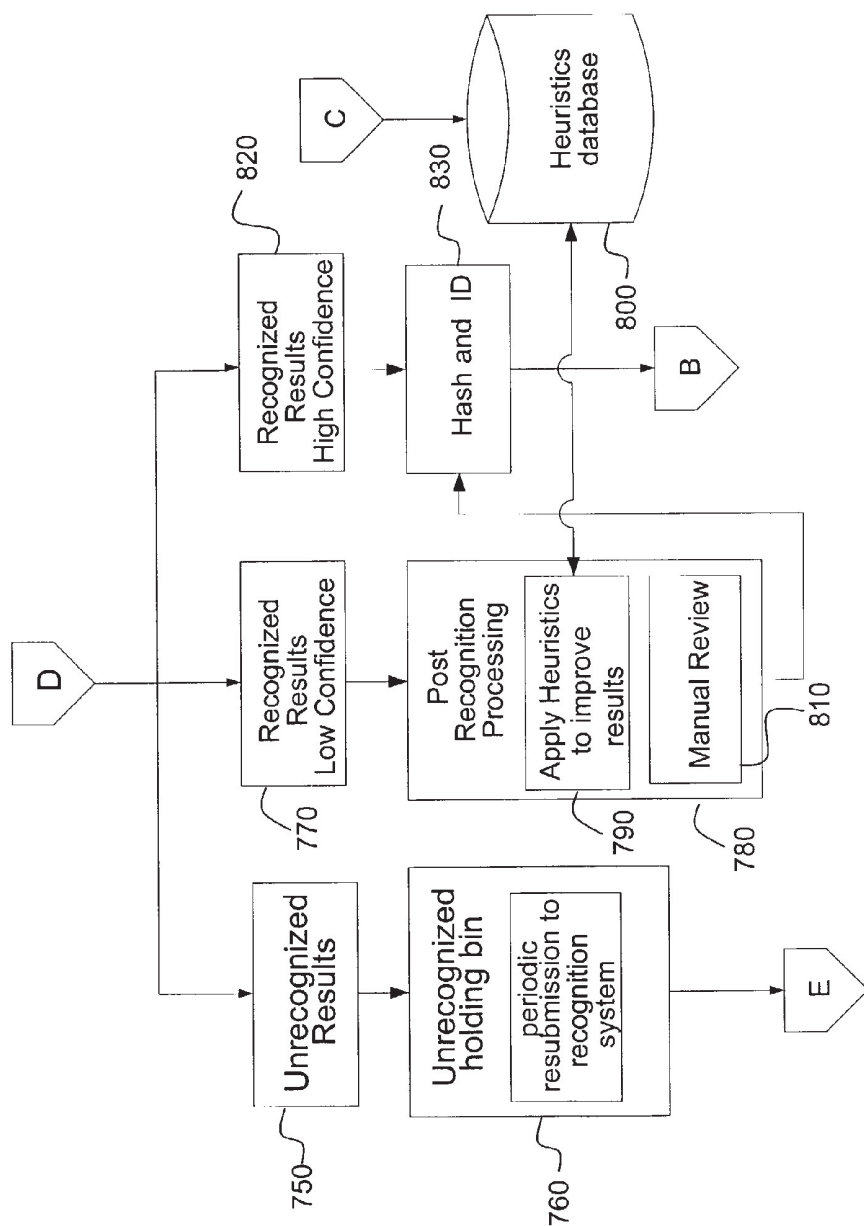 D
Unrecognized
Results
750
Unrecognized
holding bin
periodic
resubmission to
recognition
system
760
E
Recognized
Results
Low Confidence
770
Post
Recognition
Processing
Apply Heuristics
to improve
results
790
Manual Review
810
780
Recognized
Results
High Confidence
820
Hash and ID
830
B
C
Heuristics
database
800